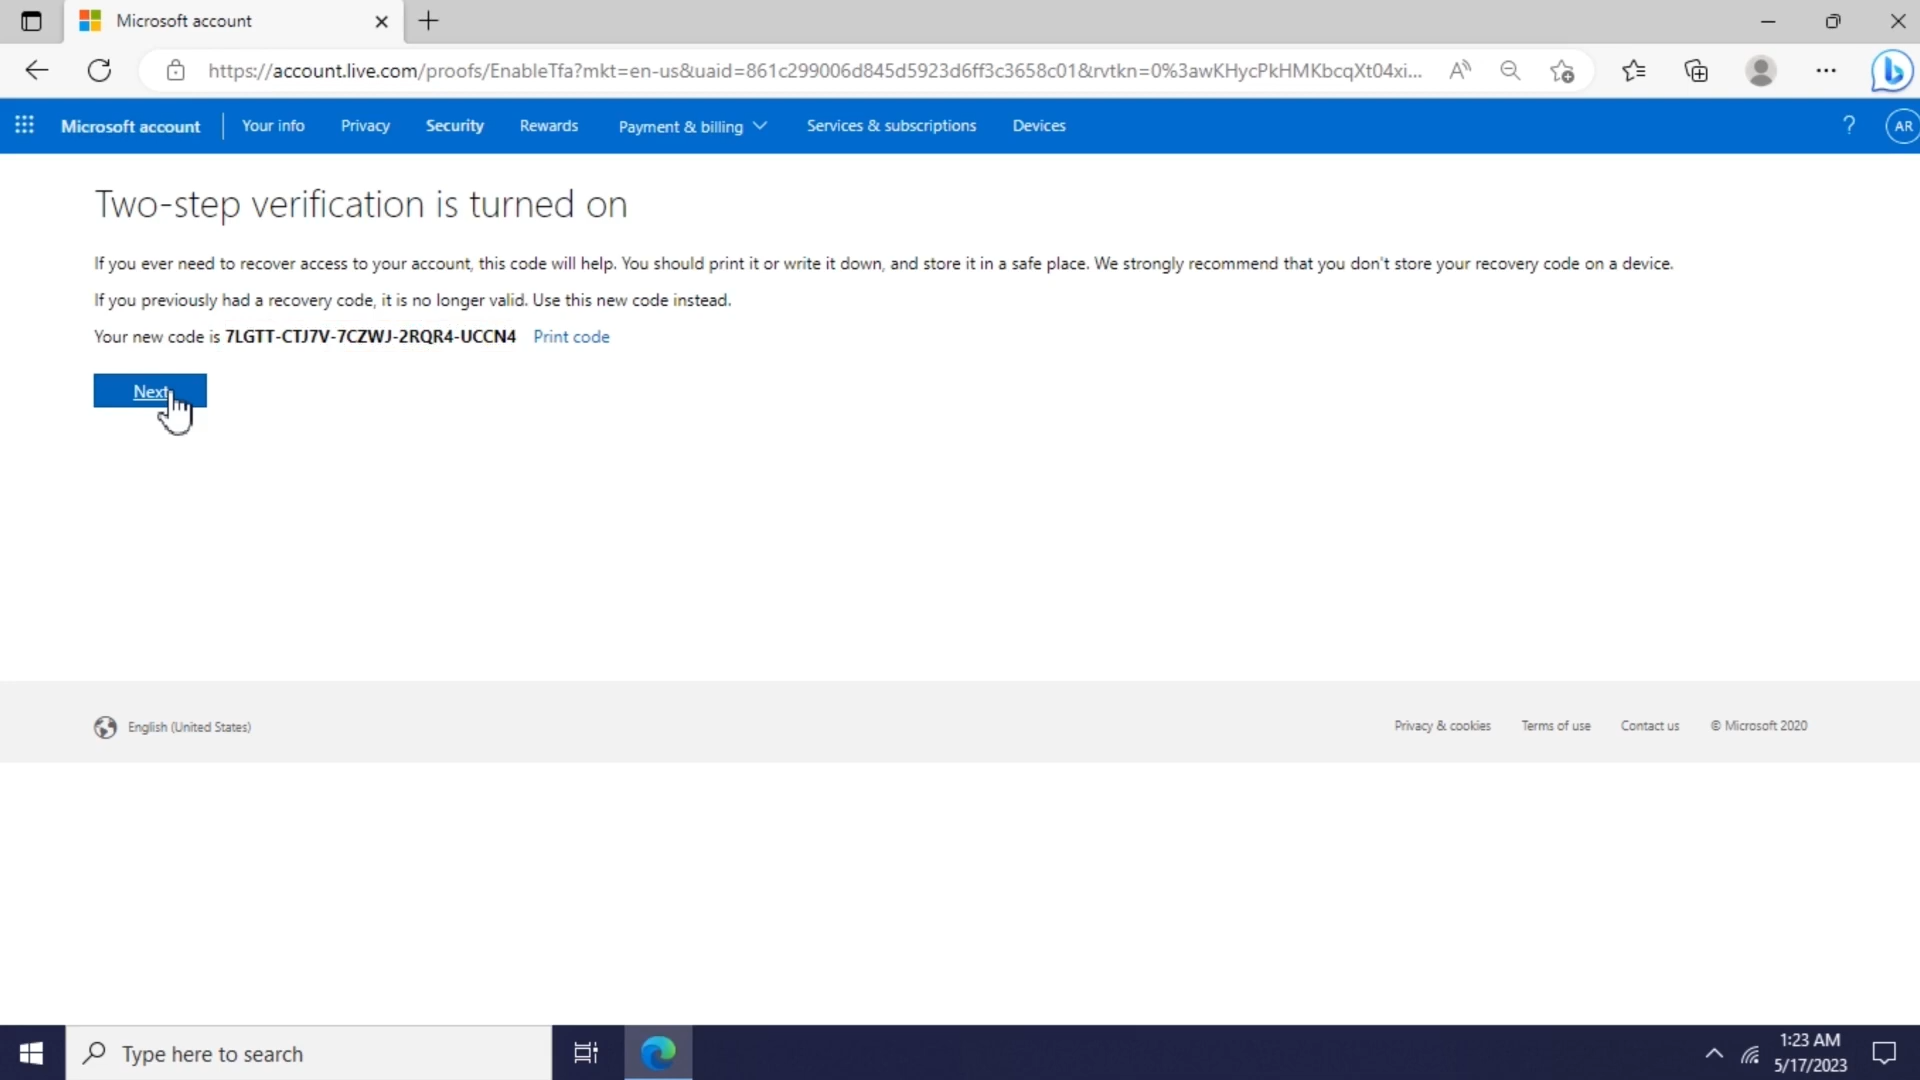 Microsoft account
https://account.live.com/proofs/EnableTfa?mkt=en-us&uaid=861c299006d845d5923d6ff3c3658c01&rvtkn=0%3awKHycPkHMKbcqXt04xi...
Microsoft account Your info Privacy Security Rewards Payment & billing Services & subscriptions Devices ? AR
Two-step verification is turned on
If you ever need to recover access to your account, this code will help. You should print it or write it down, and store it in a safe place. We strongly recommend that you don't store your recovery code on a device.
If you previously had a recovery code, it is no longer valid. Use this new code instead.
Your new code is 7LGTT-CTJ7V-7CZWJ-2RQR4-UCCN4 Print code
Next
English (United States) Privacy & cookies Terms of use Contact us © Microsoft 2020
Type here to search
1:23 AM
5/17/2023